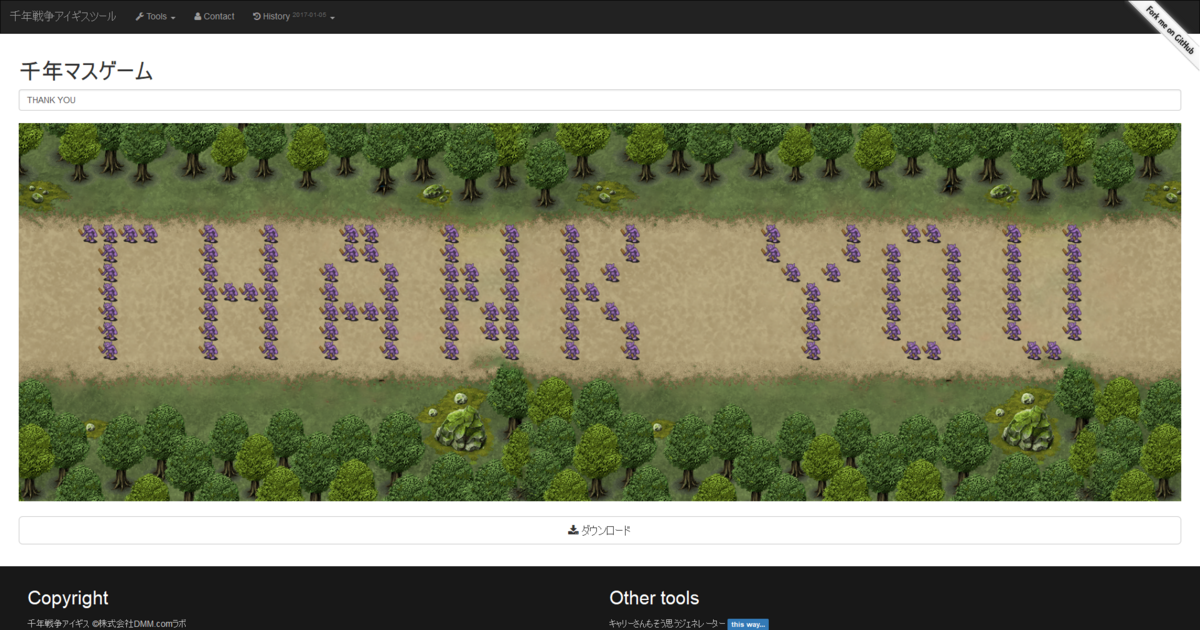 千年戦争アイギスツール Tools Contact History 2017-01-05
Fork me on GitHub
千年マスゲーム
THANK YOU
THANK YOU
ダウンロード
Copyright
千年戦争アイギス ©株式会社DMM.comラボ
Other tools
キャリーさんもそう思うジェネレーター this way...